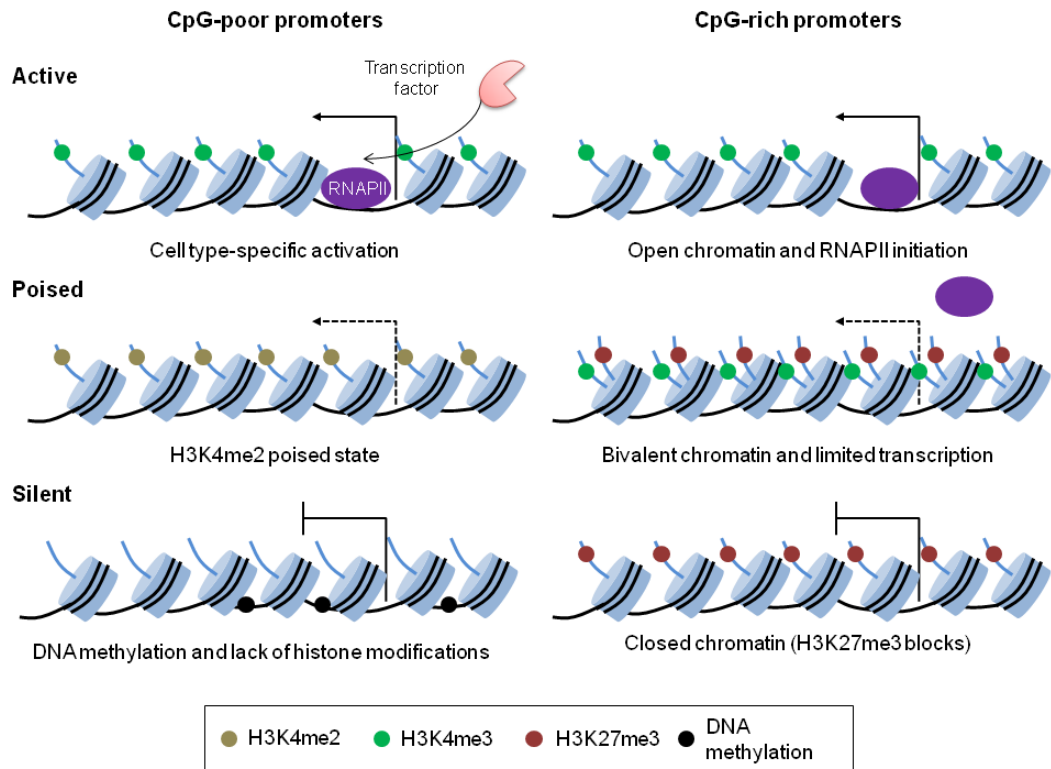 CpG-poor promoters
CpG-rich promoters
Active
Transcription
factor
RNAPII
Cell type-specific activation
Open chromatin and RNAPII initiation
Poised
H3K4me2 poised state
Bivalent chromatin and limited transcription
Silent
DNA methylation and lack of histone modifications
Closed chromatin (H3K27me3 blocks)
H3K4me2
H3K4me3
H3K27me3
DNA
methylation